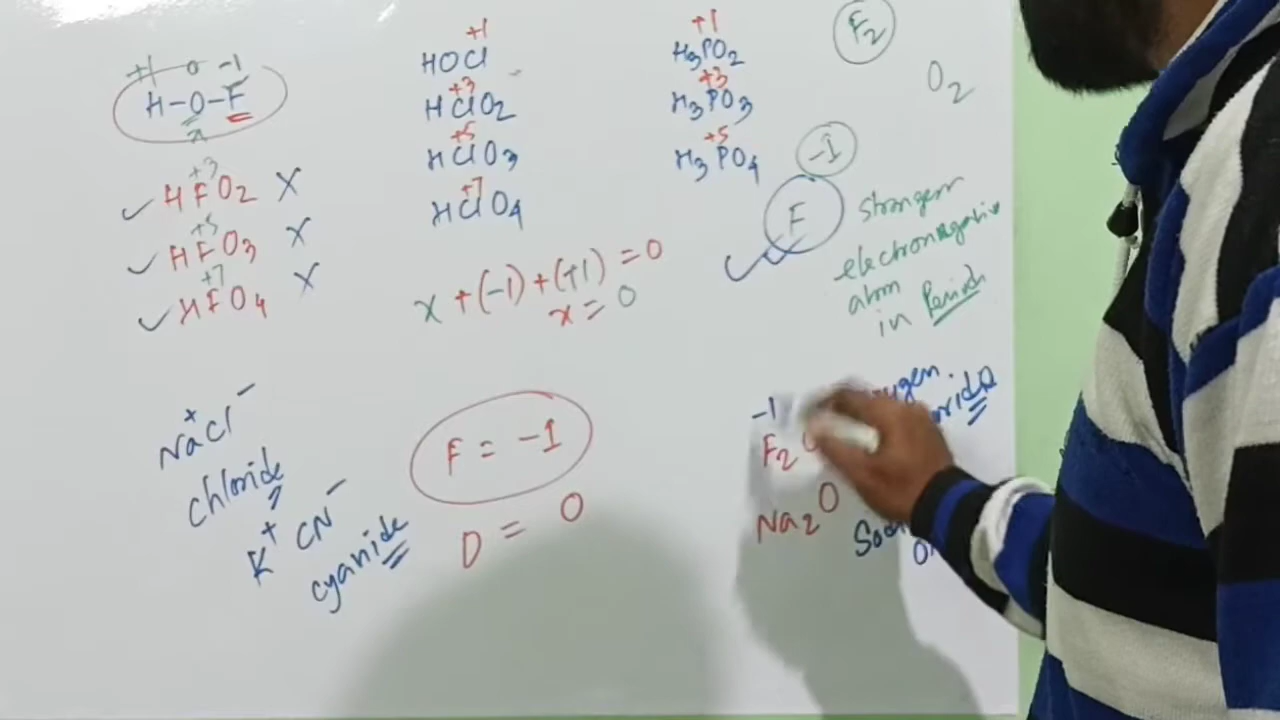 +1 0 -1
H-O-F
x
+3
HFO2 X
+5
HFO3 X
+7
HFO4 X
+1
HOCl
+3
HClO2
+5
HClO3
+7
HClO4
x + (-1) + (+1) = 0
x = 0
+1
H3PO2
+3
H3PO3
+5
H3PO4
F2
O2
-1
F
stronger
electronegative
atom
in Period
Na+Cl-
chloride
K+ CN-
cyanide
F = -1
-1
F2
Na2O